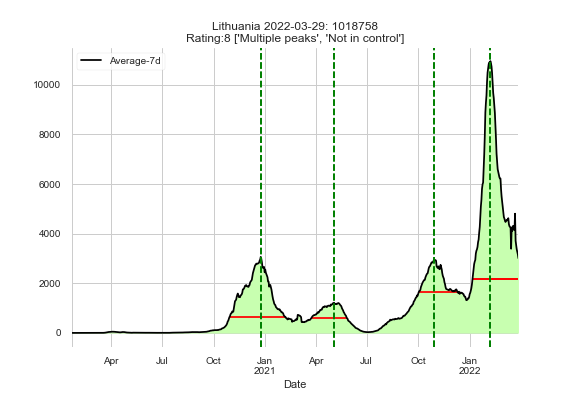 Lithuania 2022-03-29: 1018758
Rating:8 ['Multiple peaks', 'Not in control']
Average-7d
10000
8000
6000
4000
2000
0
Apr Jul Oct Jan Apr Jul Oct Jan
2021 2022
Date